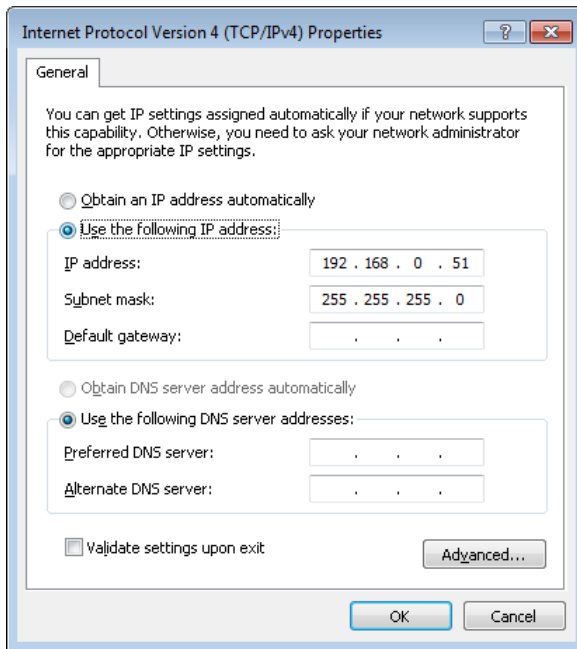 Internet Protocol Version 4 (TCP/IPv4) Properties
General
You can get IP settings assigned automatically if your network supports
this capability. Otherwise, you need to ask your network administrator
for the appropriate IP settings.
Obtain an IP address automatically
Use the following IP address:
IP address: 192 . 168 . 0 . 51
Subnet mask: 255 . 255 . 255 . 0
Default gateway: . . .
Obtain DNS server address automatically
Use the following DNS server addresses:
Preferred DNS server: . . .
Alternate DNS server: . . .
Validate settings upon exit
Advanced...
OK Cancel